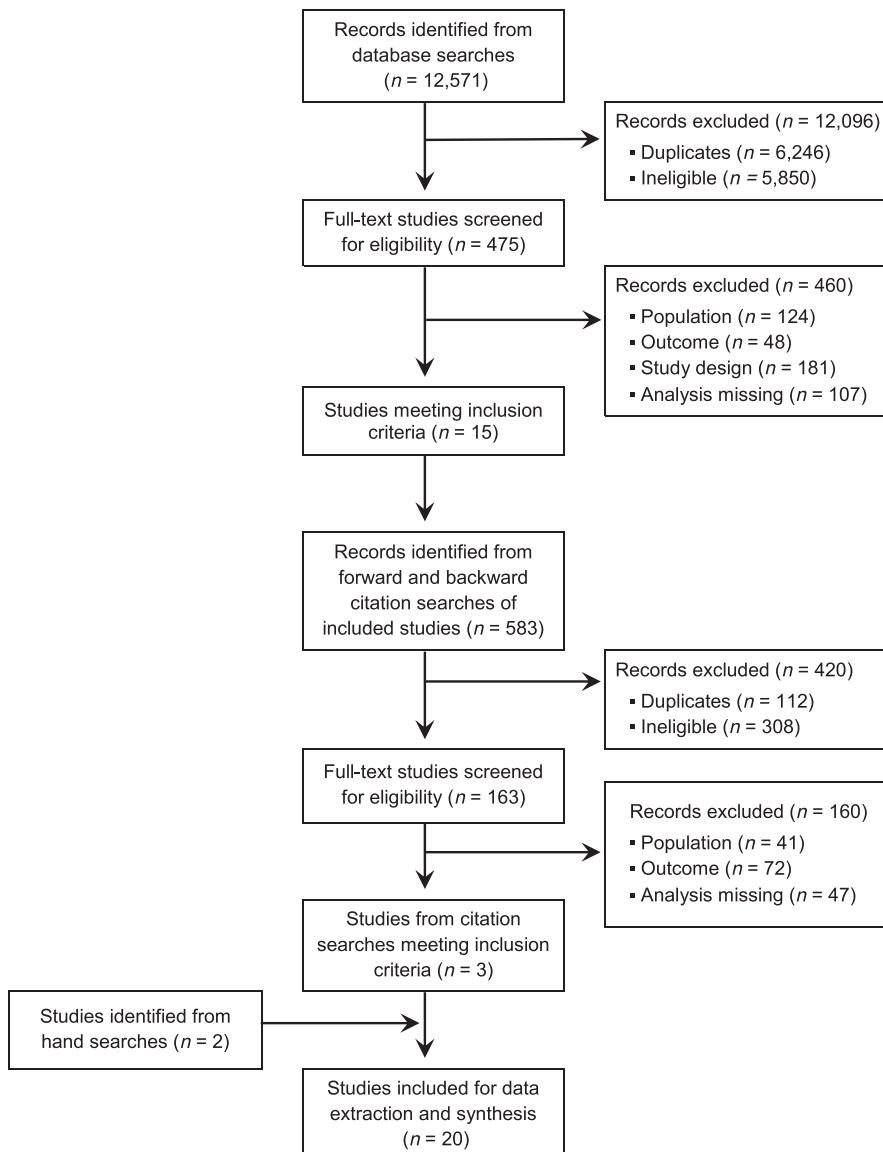 Records identified from
database searches
(n = 12,571)
Records excluded (n = 12,096)
▪ Duplicates (n = 6,246)
▪ Ineligible (n = 5,850)
Full-text studies screened
for eligibility (n = 475)
Records excluded (n = 460)
▪ Population (n = 124)
▪ Outcome (n = 48)
▪ Study design (n = 181)
▪ Analysis missing (n = 107)
Studies meeting inclusion
criteria (n = 15)
Records identified from
forward and backward
citation searches of
included studies (n = 583)
Records excluded (n = 420)
▪ Duplicates (n = 112)
▪ Ineligible (n = 308)
Full-text studies screened
for eligibility (n = 163)
Records excluded (n = 160)
▪ Population (n = 41)
▪ Outcome (n = 72)
▪ Analysis missing (n = 47)
Studies from citation
searches meeting inclusion
criteria (n = 3)
Studies identified from
hand searches (n = 2)
Studies included for data
extraction and synthesis
(n = 20)